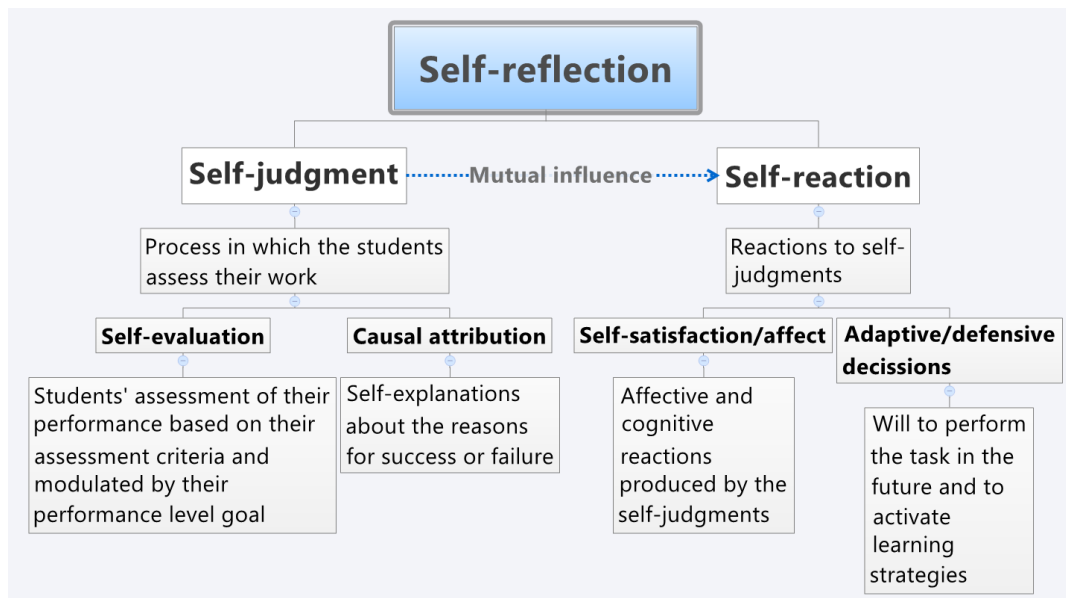 Self-reflection
Self-judgment
Mutual influence
Self-reaction
Process in which the students
assess their work
Reactions to self-
judgments
Self-evaluation
Causal attribution
Self-satisfaction/affect
Adaptive/defensive
decissions
Students' assessment of their
performance based on their
assessment criteria and
modulated by their
performance level goal
Self-explanations
about the reasons
for success or failure
Affective and
cognitive
reactions
produced by the
self-judgments
Will to perform
the task in the
future and to
activate
learning
strategies